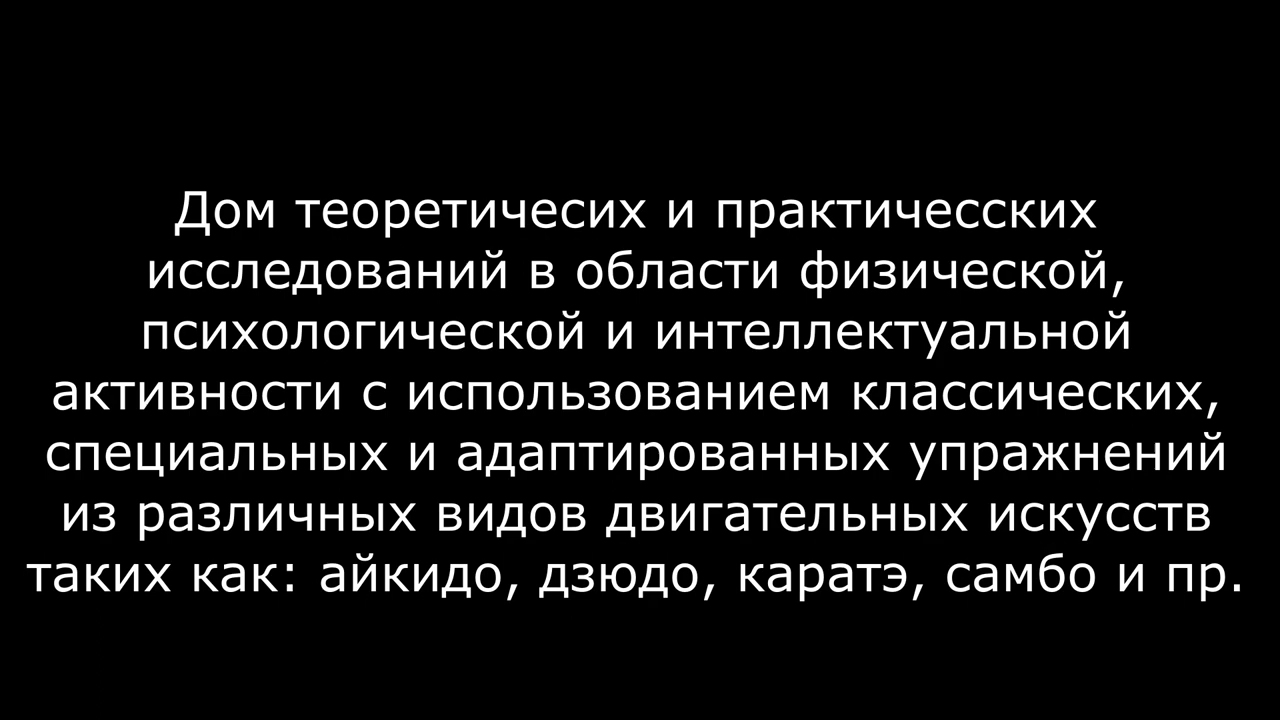 Дом теоретичесих и практичесских
исследований в области физической,
психологической и интеллектуальной
активности с использованием классических,
специальных и адаптированных упражнений
из различных видов двигательных искусств
таких как: айкидо, дзюдо, каратэ, самбо и пр.